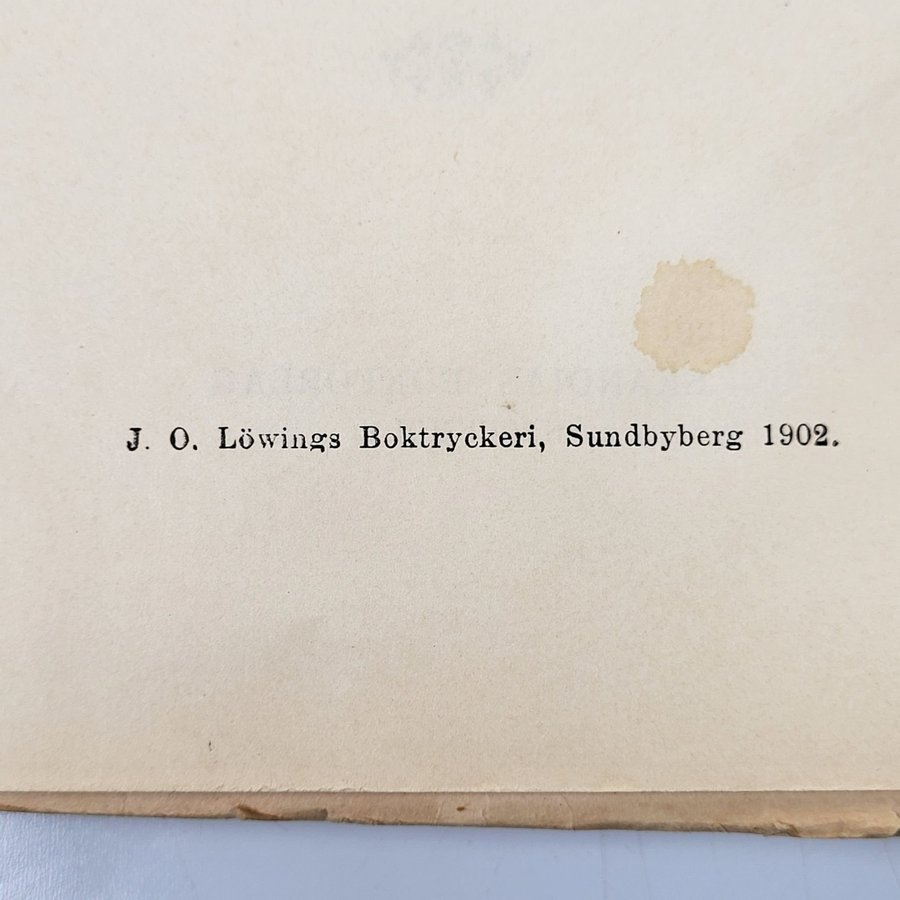 J. O. Löwings Boktryckeri, Sundbyberg 1902.